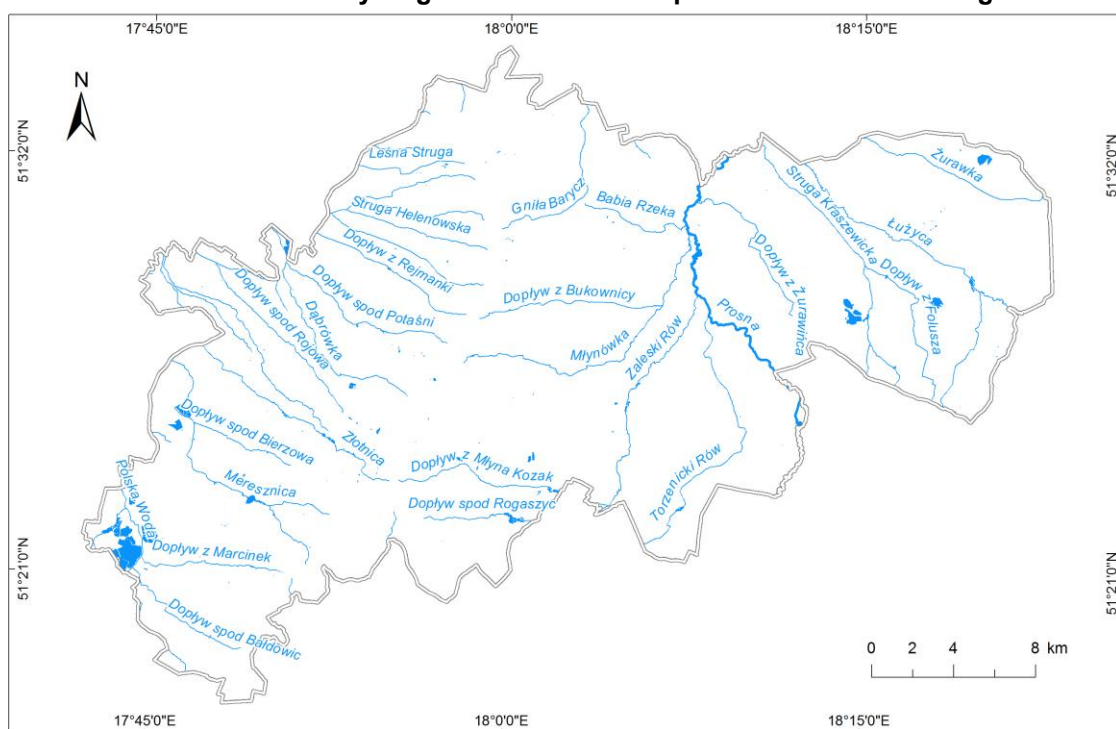 17°45'0"E
18°0'0"E
18°15'0"E
N
51°32'0"N
51°32'0"N
Leśna Struga
Żurawka
Struga Helenowska
Gniła Barycz
Babia Rzeka
Struga Kraszewicka
Łużyca
Dopływ z Rejmanki
Dopływ z Żurawińca
Dopływ z Folusza
Dopływ spod Potaśni
Dopływ z Bukownicy
Dopływ spod Rojowa
Dąbrówka
Prosna
Młynówka
Zaleski Rów
Dopływ spod Bierzowa
Złotnica
Dopływ z Młyna Kozak
Polska Woda
Meresznica
Dopływ spod Rogaszyc
Torzenicki Rów
Dopływ z Marcinek
51°21'0"N
51°21'0"N
Dopływ spod Bałdowic
0 2 4 8 km
17°45'0"E
18°0'0"E
18°15'0"E